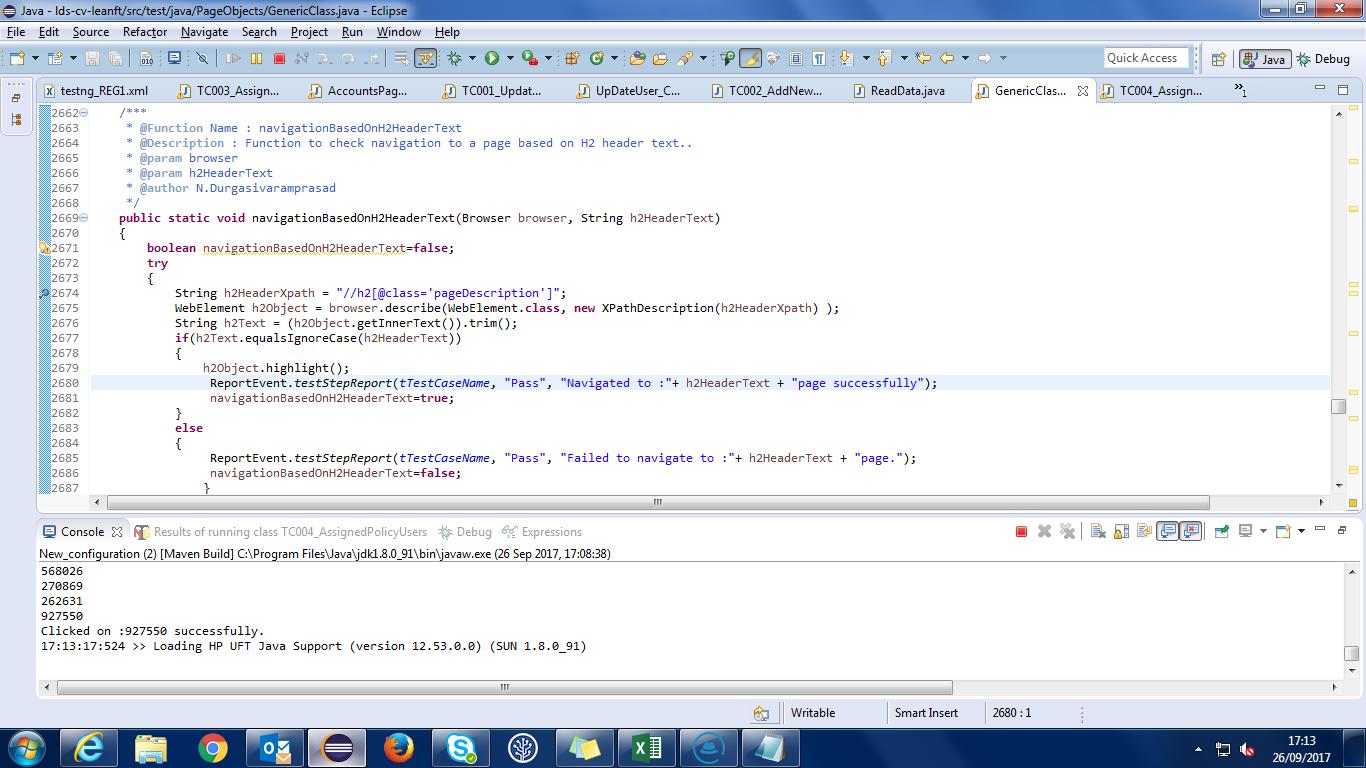 Java - lds-cv-leanft/src/test/java/PageObjects/GenericClass.java - Eclipse
File Edit Source Refactor Navigate Search Project Run Window Help
Quick Access Java Debug
testng_REG1.xml TC003_Assign... AccountsPag... TC001_Updat... UpDateUser_C... TC002_AddNew... ReadData.java GenericClas... TC004_Assign... »1
2662 /***
2663 * @Function Name : navigationBasedOnH2HeaderText
2664 * @Description : Function to check navigation to a page based on H2 header text..
2665 * @param browser
2666 * @param h2HeaderText
2667 * @author N.Durgasivaramprasad
2668 */
2669 public static void navigationBasedOnH2HeaderText(Browser browser, String h2HeaderText)
2670 {
2671 boolean navigationBasedOnH2HeaderText=false;
2672 try
2673 {
2674 String h2HeaderXpath = "//h2[@class='pageDescription']";
2675 WebElement h2Object = browser.describe(WebElement.class, new XPathDescription(h2HeaderXpath) );
2676 String h2Text = (h2Object.getInnerText()).trim();
2677 if(h2Text.equalsIgnoreCase(h2HeaderText))
2678 {
2679 h2Object.highlight();
2680 ReportEvent.testStepReport(tTestCaseName, "Pass", "Navigated to :"+ h2HeaderText + "page successfully");
2681 navigationBasedOnH2HeaderText=true;
2682 }
2683 else
2684 {
2685 ReportEvent.testStepReport(tTestCaseName, "Pass", "Failed to navigate to :"+ h2HeaderText + "page.");
2686 navigationBasedOnH2HeaderText=false;
2687 }
Console Results of running class TC004_AssignedPolicyUsers Debug Expressions
New_configuration (2) [Maven Build] C:\Program Files\Java\jdk1.8.0_91\bin\javaw.exe (26 Sep 2017, 17:08:38)
568026
270869
262631
927550
Clicked on :927550 successfully.
17:13:17:524 >> Loading HP UFT Java Support (version 12.53.0.0) (SUN 1.8.0_91)
Writable Smart Insert 2680 : 1
17:13
26/09/2017